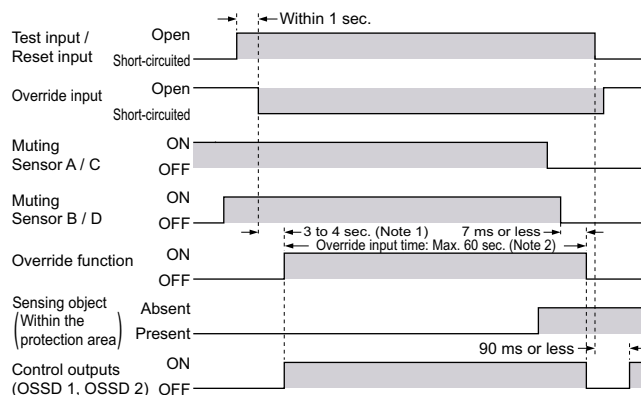 Within 1 sec.
Test input /
Reset input
Open
Short-circuited
Override input
Open
Short-circuited
Muting
Sensor A / C
ON
OFF
Muting
Sensor B / D
ON
OFF
3 to 4 sec. (Note 1)
7 ms or less
Override input time: Max. 60 sec. (Note 2)
Override function
ON
OFF
Sensing object
(Within the
protection area)
Absent
Present
90 ms or less
Control outputs
(OSSD 1, OSSD 2)
ON
OFF